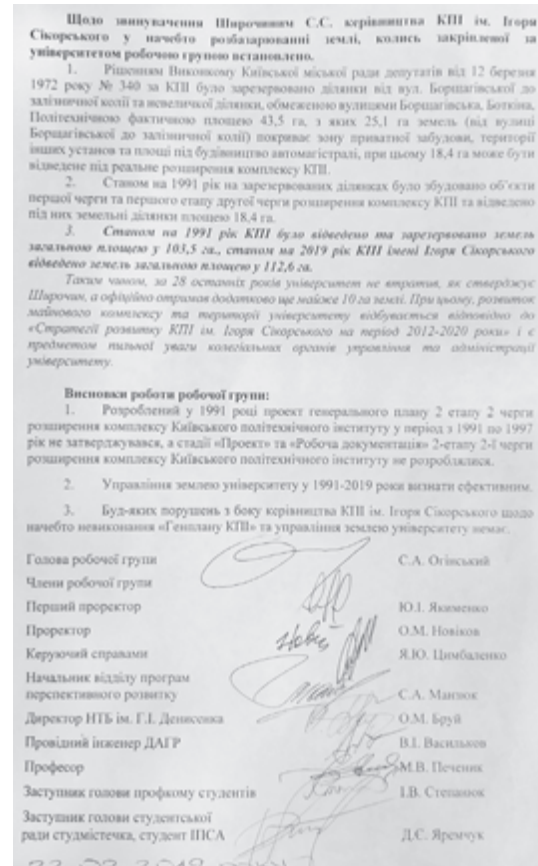 Щодо звинувачення Широчиним С.С. керівництва КПІ ім. Ігоря
Сікорського у начебто розбазарюванні землі, колись закріпленої за
університетом робочою групою встановлено.
1. Рішенням Виконкому Київської міської ради депутатів від 12 березня
1972 року № 340 за КПІ було зарезервовано ділянки від вул. Борщагівської до
залізничної колії та невеличкої ділянки, обмеженою вулицями Борщагівська, Боткіна,
Політехнічною фактичною площею 43,5 га, з яких 25,1 га земель (від вулиці
Борщагівської до залізничної колії) покриває зону приватної забудови, території
інших установ та площі під будівництво автомагістралі, при цьому 18,4 га може бути
відведене під реальне розширення комплексу КПІ.
2. Станом на 1991 рік на зарезервованих ділянках було збудовано об'єкти
першої черги та першого етапу другої черги розширення комплексу КПІ та відведено
під них земельні ділянки площею 18,4 га.
3. Станом на 1991 рік КПІ було відведено та зарезервовано земель
загальною площею у 103,5 га., станом на 2019 рік КПІ імені Ігоря Сікорського
відведено земель загальною площею у 112,6 га.
Таким чином, за 28 останніх років університет не втратив, як стверджує
Широчин, а офіційно отримав додатково ще майже 10 га землі. При цьому, розвиток
майнового комплексу та території університету відбувається відповідно до
«Стратегії розвитку КПІ ім. Ігоря Сікорського на період 2012-2020 роки» і є
предметом пильної уваги колегіальних органів управління та адміністрації
університету.
Висновки роботи робочої групи:
1. Розроблений у 1991 році проект генерального плану 2 етапу 2 черги
розширення комплексу Київського політехнічного інституту у період з 1991 по 1997
рік не затверджувався, а стадії «Проект» та «Робоча документація» 2-етапу 2-ї черги
розширення комплексу Київського політехнічного інституту не розроблялися.
2. Управління землею університету у 1991-2019 роки визнати ефективним.
3. Будь-яких порушень з боку керівництва КПІ ім. Ігоря Сікорського щодо
начебто невиконання «Генплану КПІ» та управління землею університету немає.
Голова робочої групи С.А. Огінський
Члени робочої групи
Перший проректор Ю.І. Якименко
Проректор О.М. Новіков
Керуючий справами Я.Ю. Цимбаленко
Начальник відділу програм
перспективного розвитку С.А. Манзюк
Директор НТБ ім. Г.І. Денисенка О.М. Бруй
Провідний інженер ДАГР В.І. Васильков
Професор М.В. Печеник
Заступник голови профкому студентів І.В. Степанюк
Заступник голови студентської
ради студмістечка, студент ІПСА Д.С. Яремчук